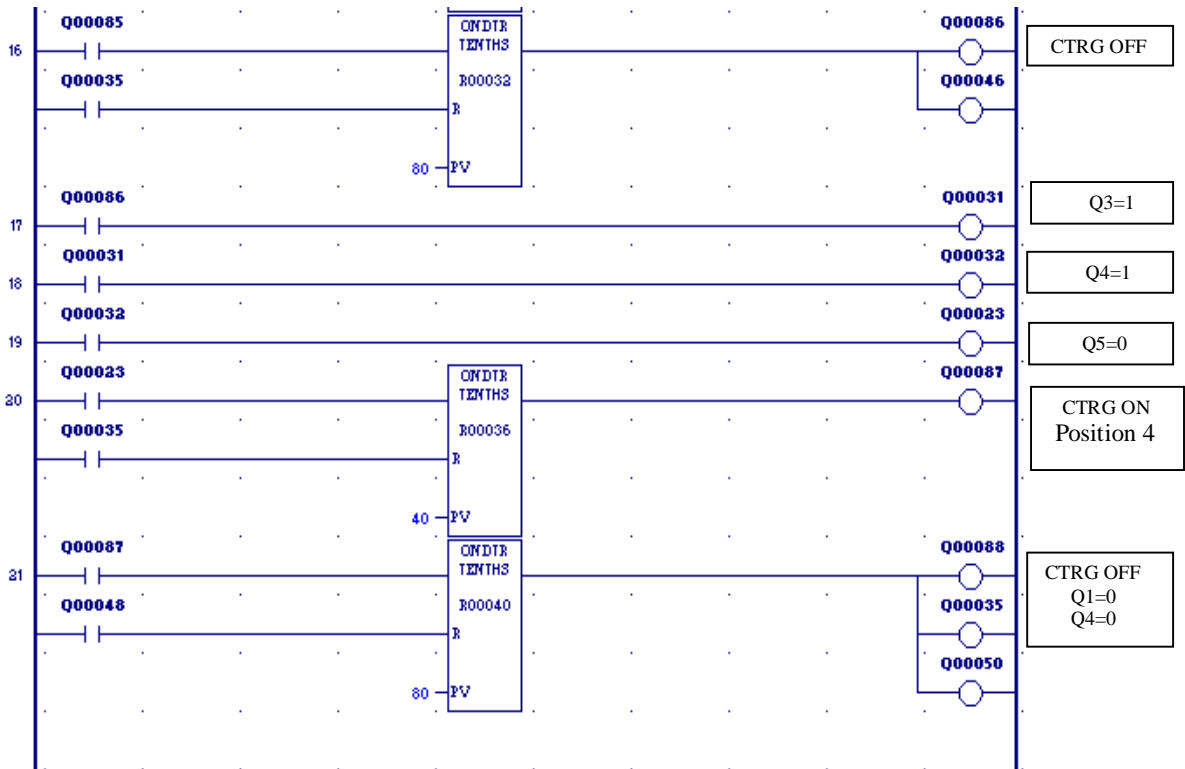 Q00085
ONDTR
Q00086
16
TENTHS
CTRG OFF
Q00035
R00032
Q00046
R
80
PV
Q00086
Q00031
17
Q3=1
Q00031
Q00032
18
Q4=1
Q00032
Q00023
19
Q5=0
Q00023
ONDTR
Q00087
20
TENTHS
CTRG ON
Position 4
Q00035
R00036
R
40
PV
Q00087
ONDTR
Q00088
21
TENTHS
CTRG OFF
Q1=0
Q4=0
Q00048
R00040
Q00035
R
Q00050
80
PV